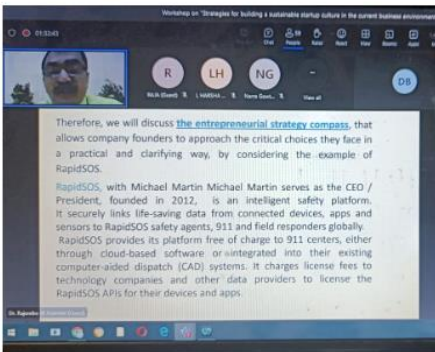 Workshop on "Strategies for building a sustainable startup culture in the current business environment
01:53:43
Chat
People
Raise
React
View
Rooms
Apps
R
LH
NG
DB
View all
Therefore, we will discuss the entrepreneurial strategy compass, that
allows company founders to approach the critical choices they face in
a practical and clarifying way, by considering the example of
RapidSOS.
RapidSOS, with Michael Martin Michael Martin serves as the CEO /
President, founded in 2012, is an intelligent safety platform.
It securely links life-saving data from connected devices, apps and
sensors to RapidSOS safety agents, 911 and field responders globally.
RapidSOS provides its platform free of charge to 911 centers, either
through cloud-based software or integrated into their existing
computer-aided dispatch (CAD) systems. It charges license fees to
technology companies and other data providers to license the
RapidSOS APIs for their devices and apps.
Dr. Rajendra